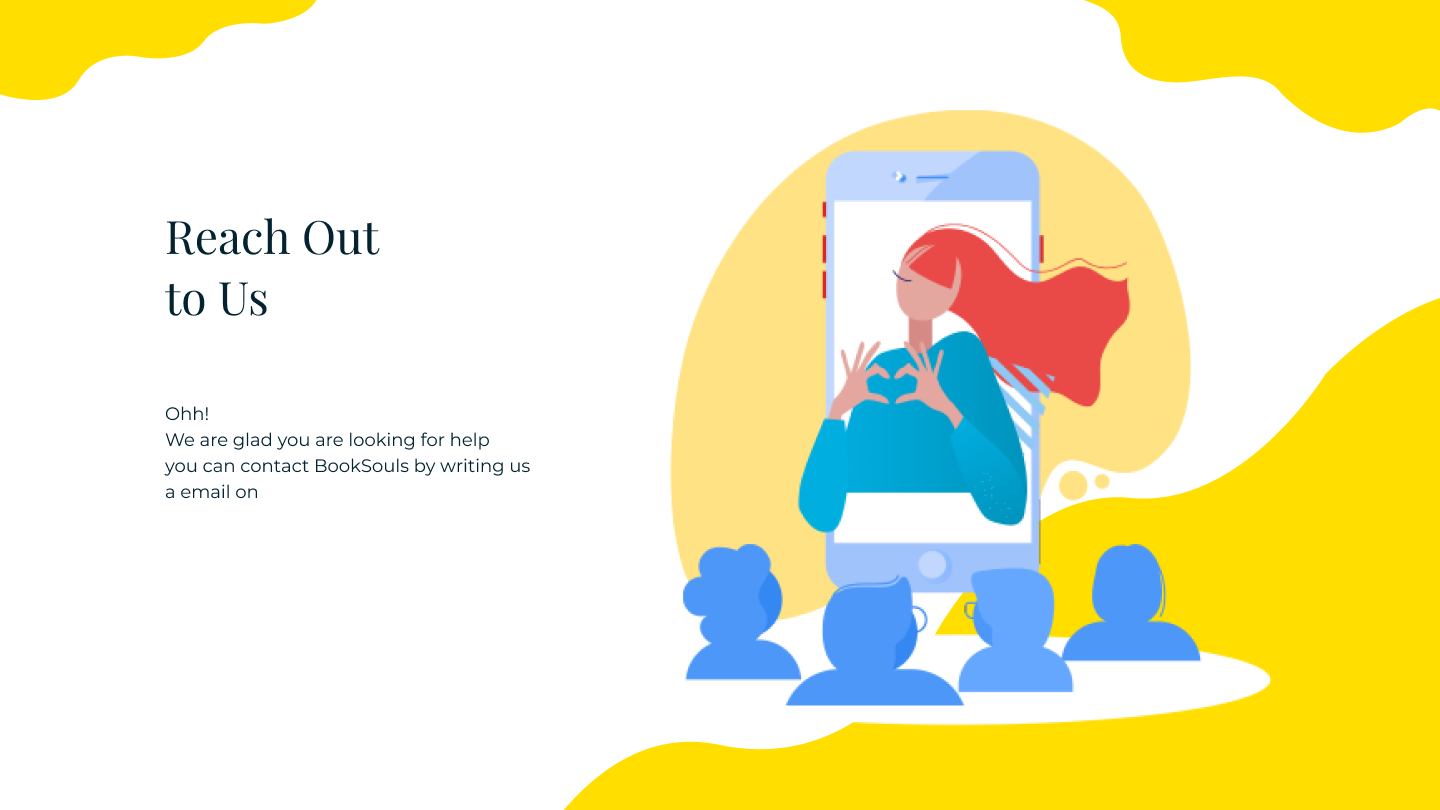 Reach Out
to Us
Ohh!
We are glad you are looking for help
you can contact BookSouls by writing us
a email on